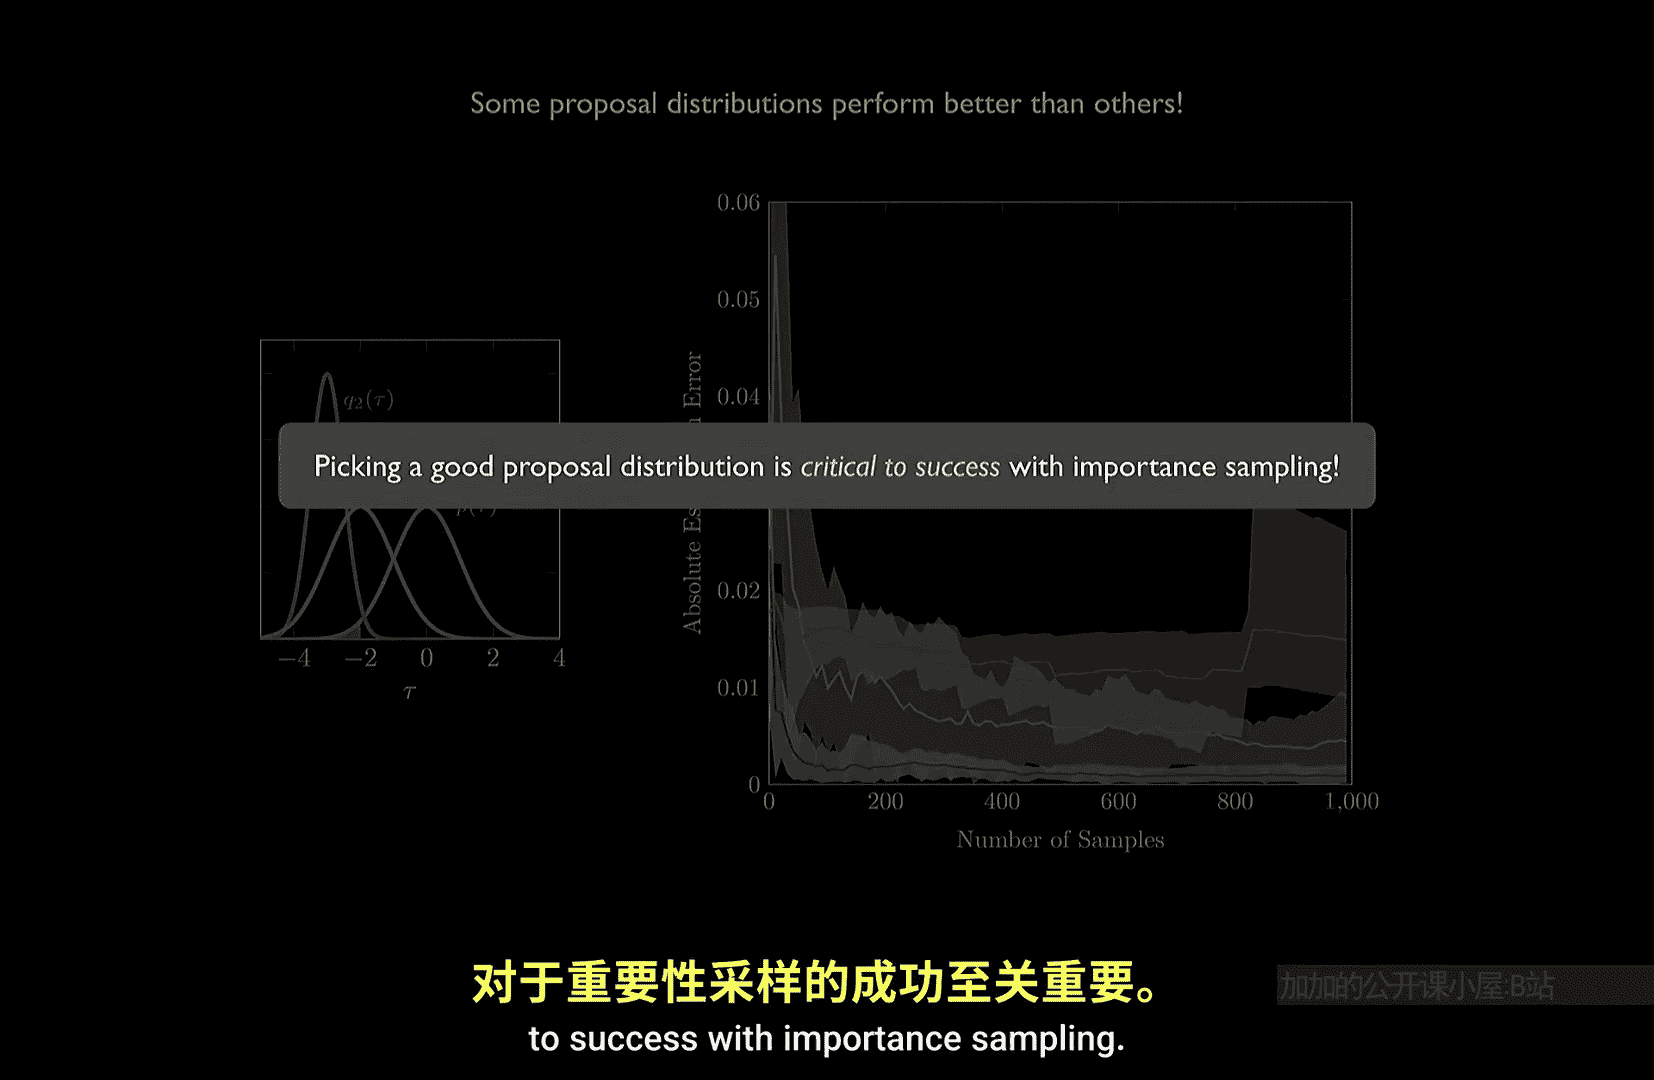 Some proposal distributions perform better than others!
0.06
0.05
0.04
0.02
0.01
0
0 200 400 600 800 1,000
Number of Samples
Absolute Es Error
q₂(τ)
−4 −2 0 2 4
τ
Picking a good proposal distribution is critical to success with importance sampling!
对于重要性采样的成功至关重要。
to success with importance sampling.
加加的公开课小屋:B站